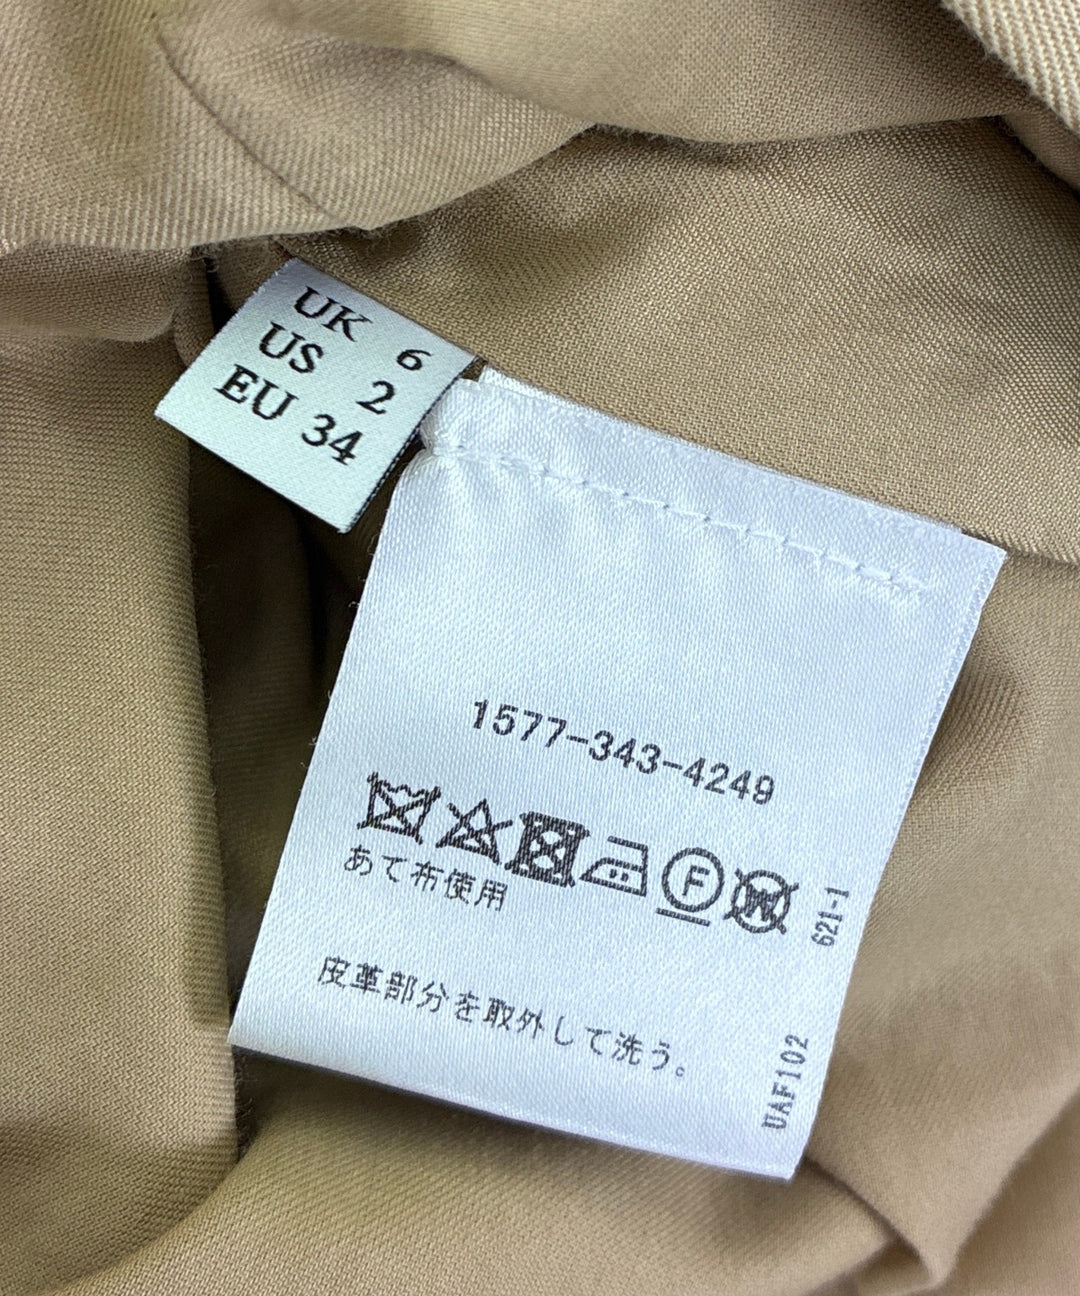 UK 6
US 2
EU 34
1577-343-4249
F W
あて布使用
621-1
皮革部分を取外して洗う。
UAF102